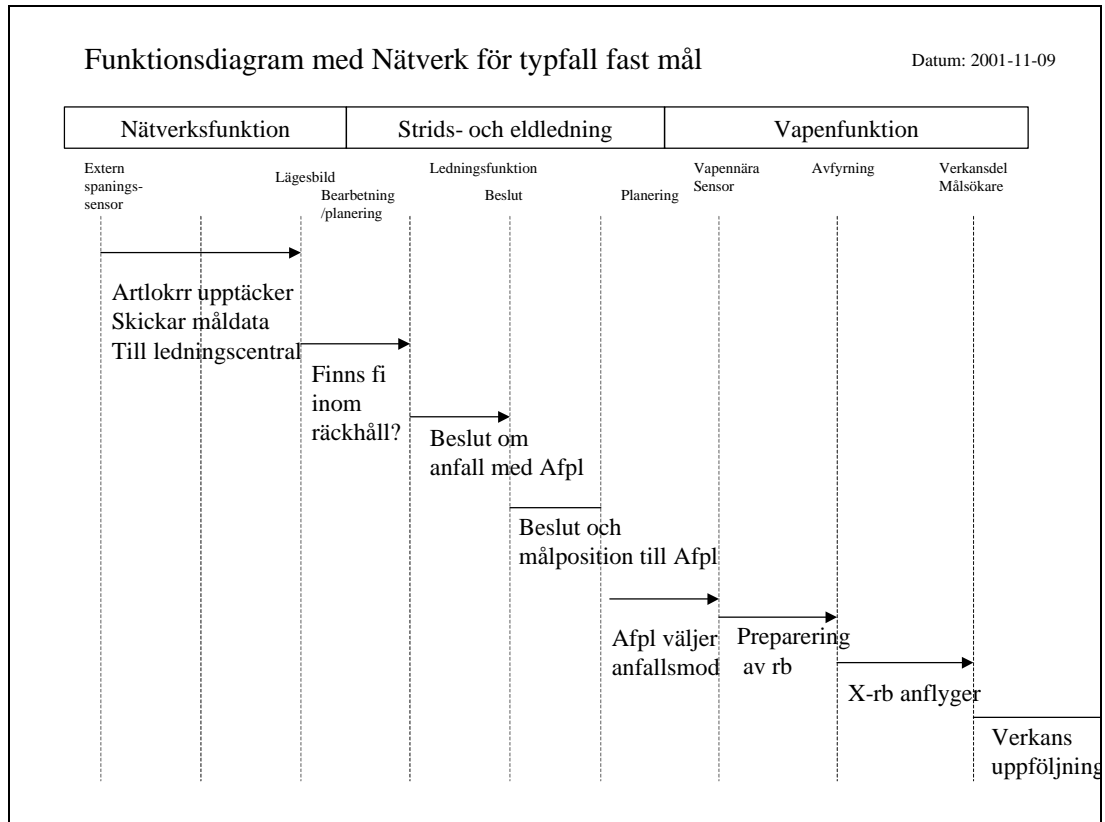 Funktionsdiagram med Nätverk för typfall fast mål
Datum: 2001-11-09
Nätverksfunktion
Strids- och eldledning
Vapenfunktion
Extern
spanings-
sensor
Lägesbild
Bearbetning
/planering
Ledningsfunktion
Beslut
Planering
Vapennära
Sensor
Avfyrning
Verkansdel
Målsökare
Artlokrr upptäcker
Skickar måldata
Till ledningscentral
Finns fi
inom
räckhåll?
Beslut om
anfall med Afpl
Beslut och
målposition till Afpl
Afpl väljer
anfallsmod
Preparering
av rb
X-rb anflyger
Verkans
uppföljning